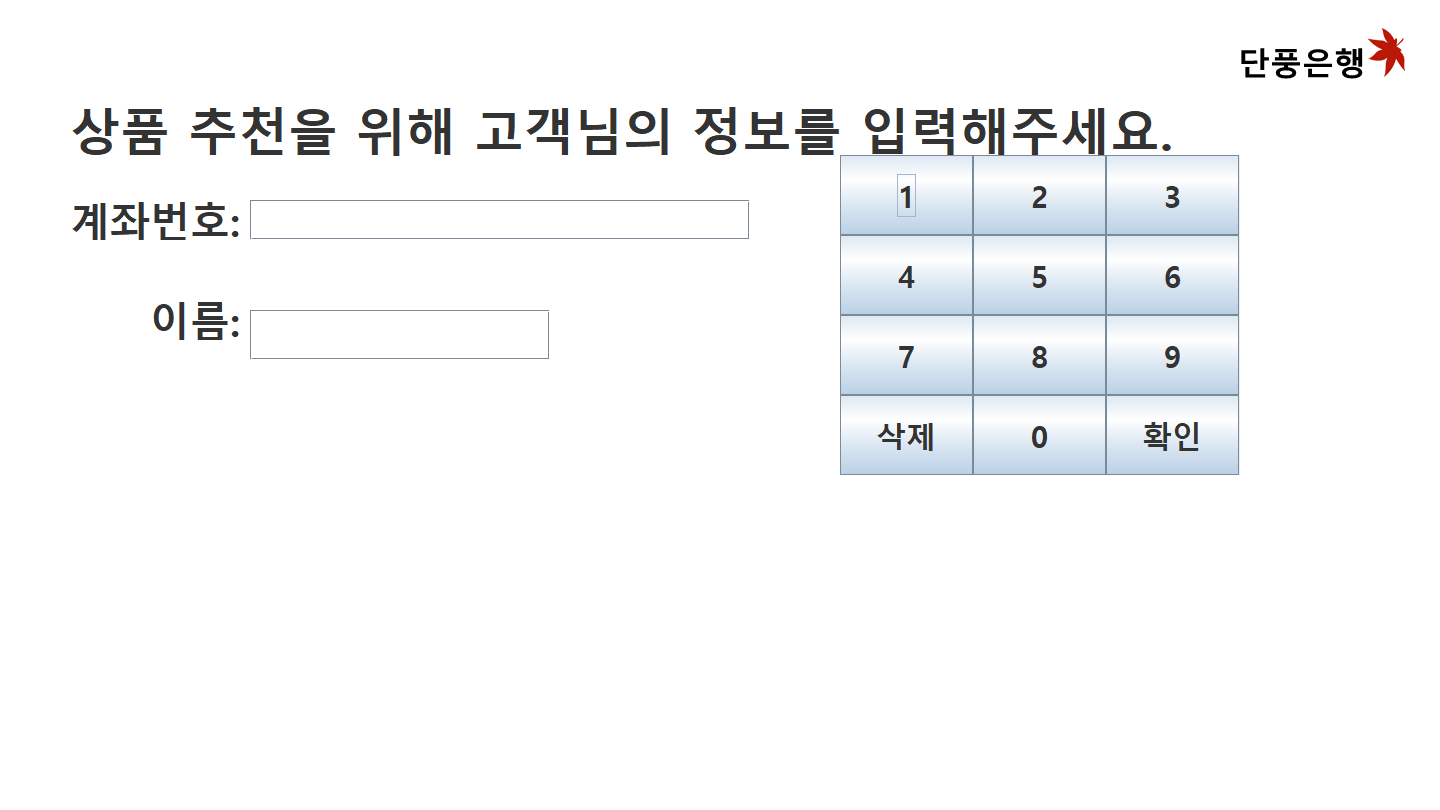 단풍은행
상품 추천을 위해 고객님의 정보를 입력해주세요.
계좌번호:
이름:
1 2 3
4 5 6
7 8 9
삭제 0 확인